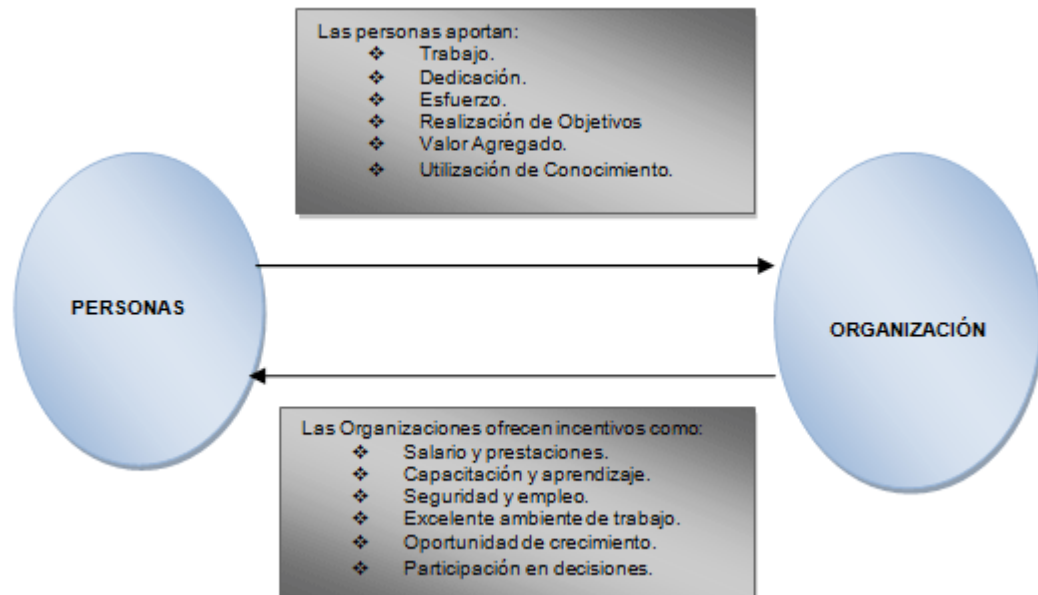 Las personas aportan:
❖ Trabajo.
❖ Dedicación.
❖ Esfuerzo.
❖ Realización de Objetivos
❖ Valor Agregado.
❖ Utilización de Conocimiento.
PERSONAS
ORGANIZACIÓN
Las Organizaciones ofrecen incentivos como:
❖ Salario y prestaciones.
❖ Capacitación y aprendizaje.
❖ Seguridad y empleo.
❖ Excelente ambiente de trabajo.
❖ Oportunidad de crecimiento.
❖ Participación en decisiones.